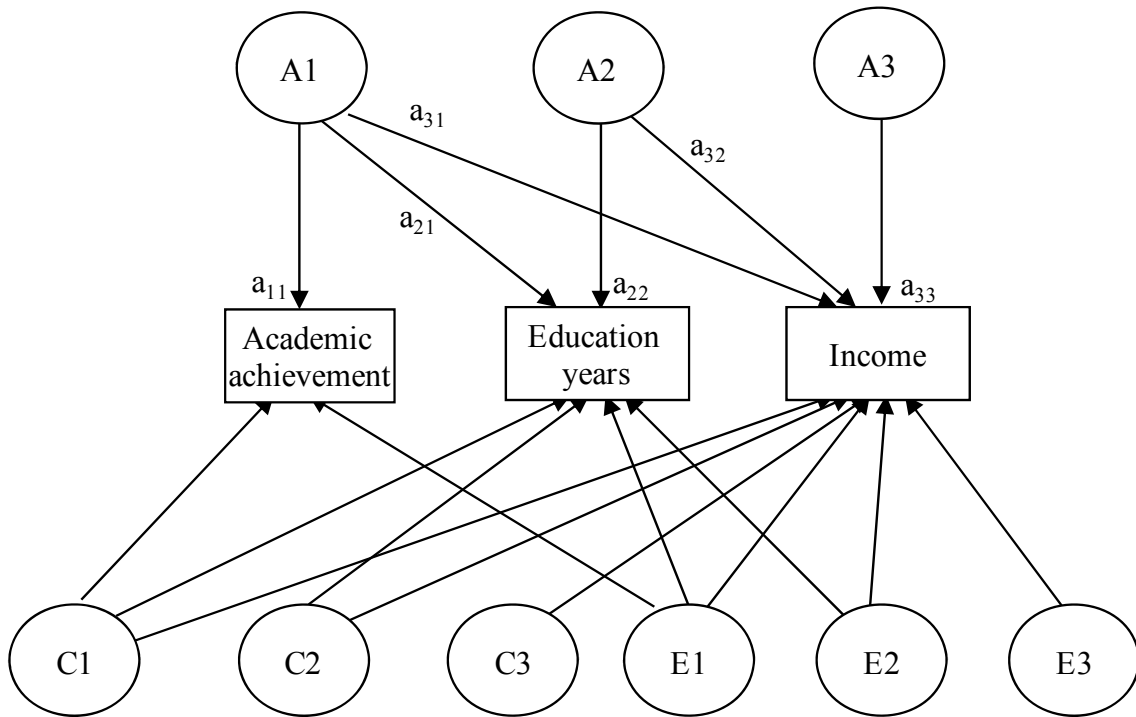 A1
A2
A3
a31
a32
a21
a11
a22
a33
Academic
achievement
Education
years
Income
C1
C2
C3
E1
E2
E3